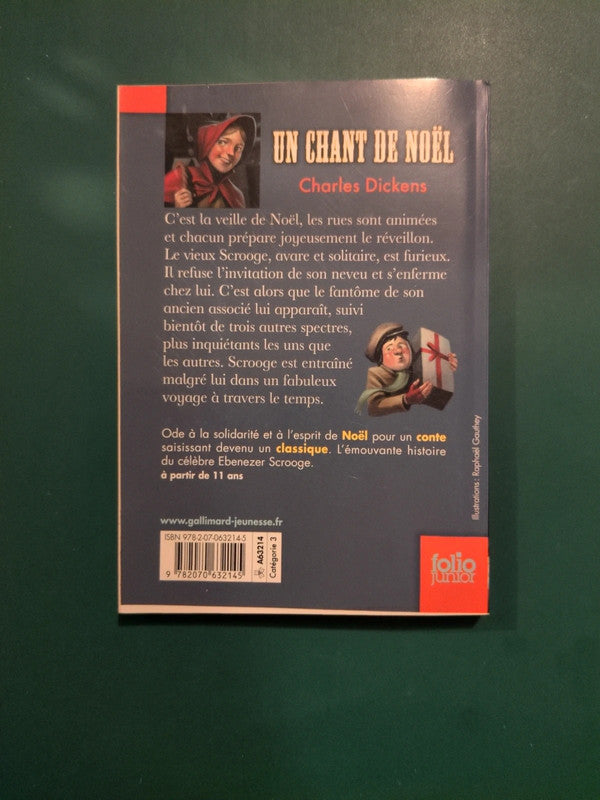 UN CHANT DE NOËL
Charles Dickens
C'est la veille de Noël, les rues sont animées
et chacun prépare joyeusement le réveillon.
Le vieux Scrooge, avare et solitaire, est furieux.
Il refuse l'invitation de son neveu et s'enferme
chez lui. C'est alors que le fantôme de son
ancien associé lui apparaît, suivi
bientôt de trois autres spectres,
plus inquiétants les uns que
les autres. Scrooge est entraîné
malgré lui dans un fabuleux
voyage à travers le temps.
Ode à la solidarité et à l'esprit de Noël pour un conte
saisissant devenu un classique. L'émouvante histoire
du célèbre Ebenezer Scrooge.
à partir de 11 ans
Illustrations : Raphaël Gauthey
www.gallimard-jeunesse.fr
ISBN 978-2-07-063214-5
9 782070 632145
A63214
Catégorie 3
folio
junior